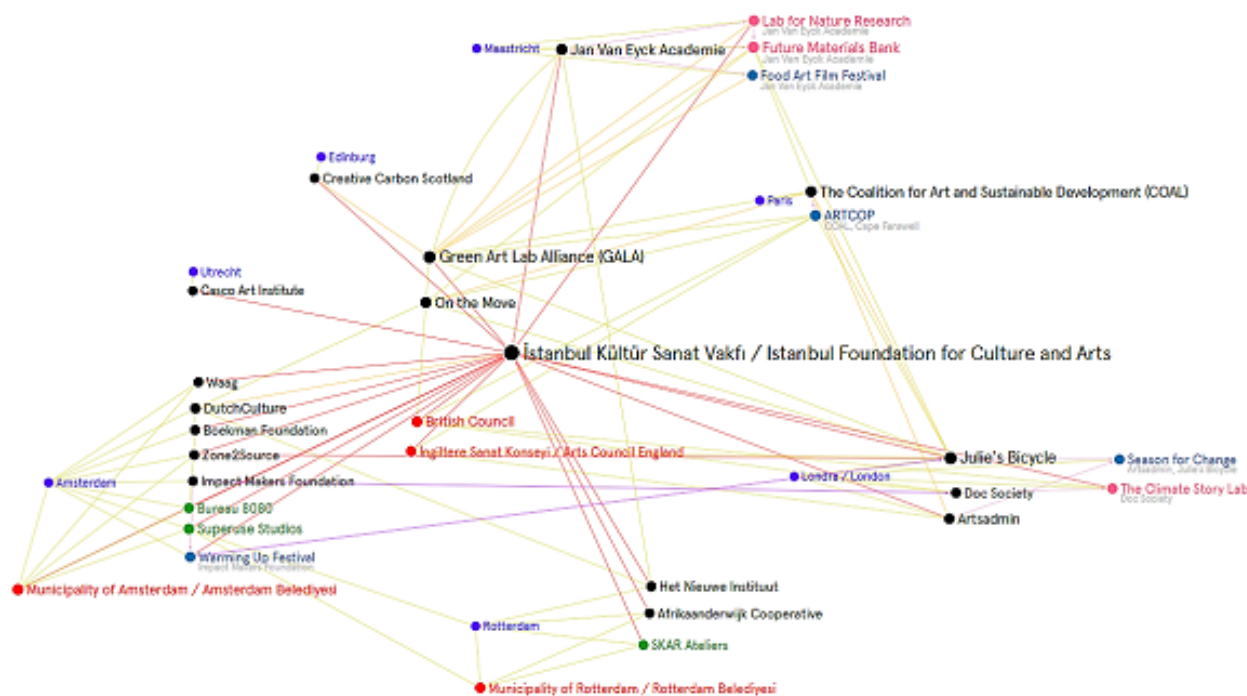 Lab for Nature Research
Jan Van Eyck Academie
Maastricht
Jan Van Eyck Academie
Future Materials Bank
Jan Van Eyck Academie
Food Art Film Festival
Jan Van Eyck Academie
Edinburg
Creative Carbon Scotland
The Coalition for Art and Sustainable Development (COAL)
Paris
ARTCOP
COAL, Cape Farewell
Green Art Lab Alliance (GALA)
Utrecht
Casco Art Institute
On the Move
İstanbul Kültür Sanat Vakfı / Istanbul Foundation for Culture and Arts
Waag
DutchCulture
Boekman Foundation
British Council
Zone2Source
İngiltere Sanat Konseyi / Arts Council England
Julie's Bicycle
Season for Change
Artsadmin, Julie's Bicycle
Amsterdam
Impact Makers Foundation
Londra / London
The Climate Story Lab
Doc Society
Doc Society
Bureau 8080
Artsadmin
Superuse Studios
Warming Up Festival
Impact Makers Foundation
Municipality of Amsterdam / Amsterdam Belediyesi
Het Nieuwe Instituut
Afrikaanderwijk Cooperative
Rotterdam
SKAR Ateliers
Municipality of Rotterdam / Rotterdam Belediyesi